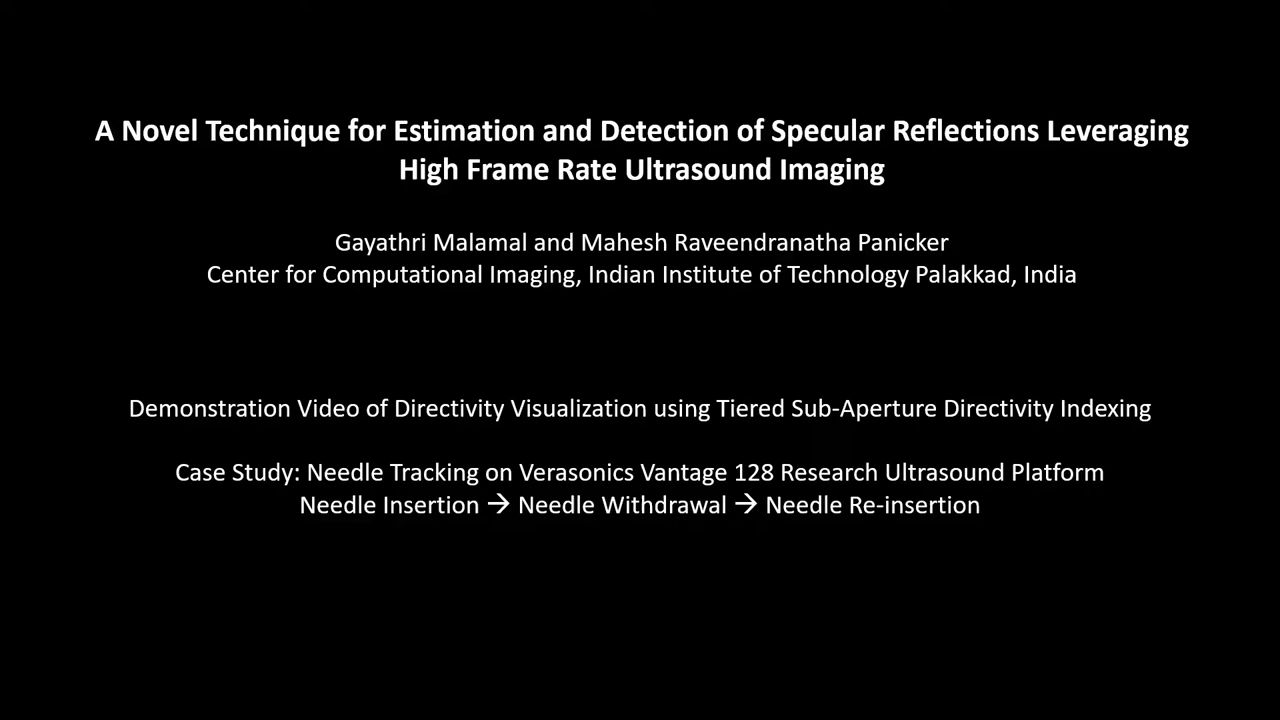 A Novel Technique for Estimation and Detection of Specular Reflections Leveraging
High Frame Rate Ultrasound Imaging
Gayathri Malamal and Mahesh Raveendranatha Panicker
Center for Computational Imaging, Indian Institute of Technology Palakkad, India
Demonstration Video of Directivity Visualization using Tiered Sub-Aperture Directivity Indexing
Case Study: Needle Tracking on Verasonics Vantage 128 Research Ultrasound Platform
Needle Insertion → Needle Withdrawal → Needle Re-insertion